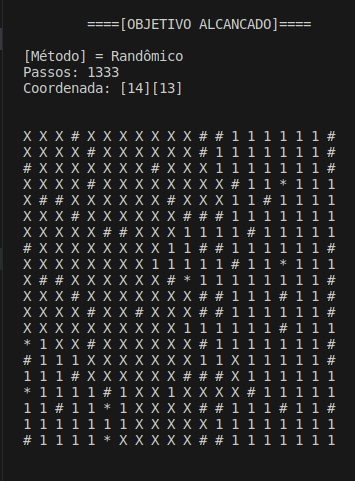 ====[OBJETIVO ALCANCADO]====
[Método] = Randômico
Passos: 1333
Coordenada: [14][13]
X X X # X X X X X X X # # 1 1 1 1 1 1 #
X X X X # X X X X X X # 1 1 1 1 1 1 1 #
# X X X X X X X # X X X 1 1 1 1 1 1 1 #
X X X X # X X X X X X X X # 1 1 * 1 1 1
X # # X X X X X X # X X X 1 1 # 1 1 1 1
X X X # X X X X X X # # # 1 1 1 1 1 1 1
X X X X X # # X X X 1 1 1 1 # 1 1 1 1 1
# X X X X X X X X 1 1 # # 1 1 1 1 1 1 #
X X X X X X X X 1 1 1 1 1 # 1 1 * 1 1 1
X # # X X X X X X # * 1 1 1 1 1 1 1 1 #
X X X # X X X X X X X # # 1 1 1 # 1 1 #
X X X X # X X # X X X # # 1 1 1 1 1 1 #
X X X X X X X X X X 1 1 1 1 1 1 # 1 1 1
* 1 X X # X X X X X X # 1 1 1 1 1 1 1 #
# 1 1 1 X X X X X X X 1 1 X 1 1 1 1 1 #
1 1 1 # X X X X X X # # # X 1 1 1 1 1 1
* 1 1 1 1 # 1 X X 1 X X X X # 1 1 1 1 1
1 1 # 1 1 * 1 X X X X # # 1 1 1 # 1 1 #
1 1 1 1 1 1 1 1 X X X X X 1 1 1 1 1 1 1
# 1 1 1 1 * X X X X X # # 1 1 1 1 1 1 1